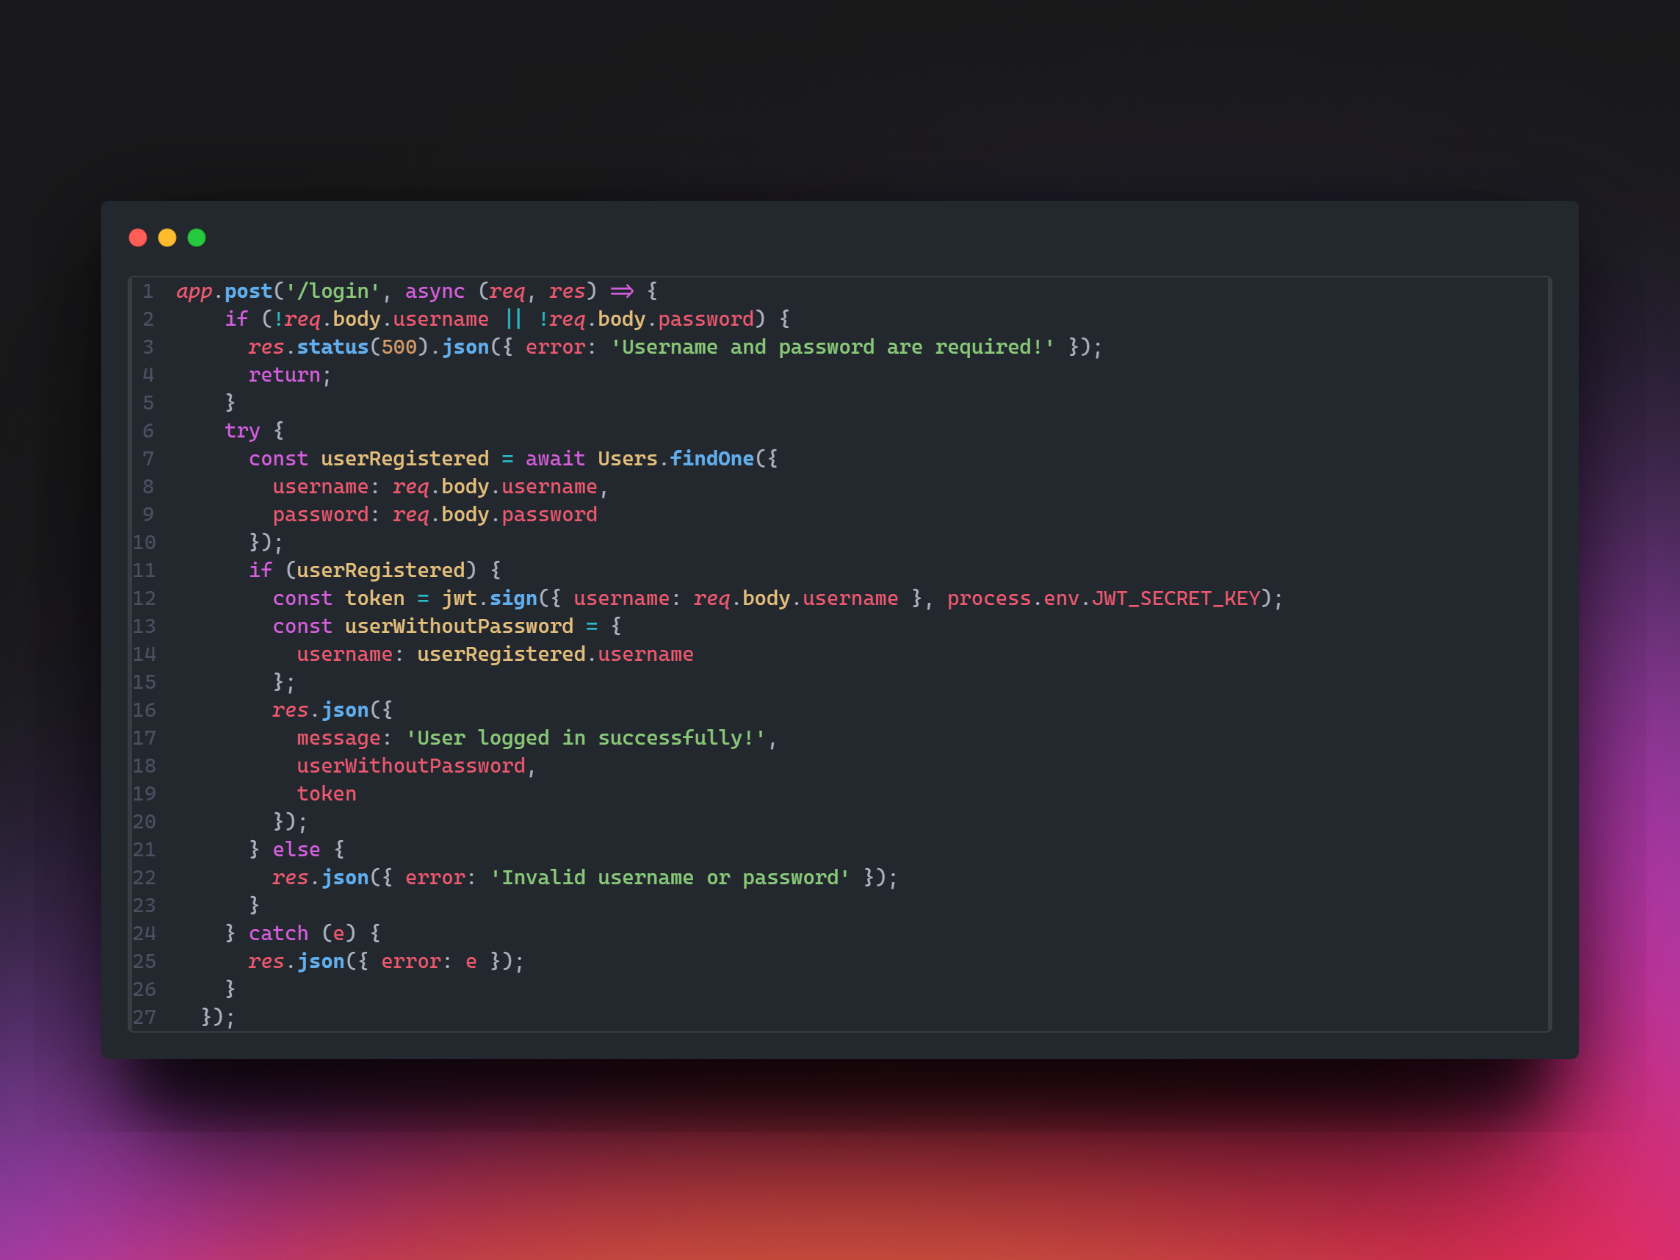 1 app.post('/login', async (req, res) => {
2 if (!req.body.username || !req.body.password) {
3 res.status(500).json({ error: 'Username and password are required!' });
4 return;
5 }
6 try {
7 const userRegistered = await Users.findOne({
8 username: req.body.username,
9 password: req.body.password
10 });
11 if (userRegistered) {
12 const token = jwt.sign({ username: req.body.username }, process.env.JWT_SECRET_KEY);
13 const userWithoutPassword = {
14 username: userRegistered.username
15 };
16 res.json({
17 message: 'User logged in successfully!',
18 userWithoutPassword,
19 token
20 });
21 } else {
22 res.json({ error: 'Invalid username or password' });
23 }
24 } catch (e) {
25 res.json({ error: e });
26 }
27 });